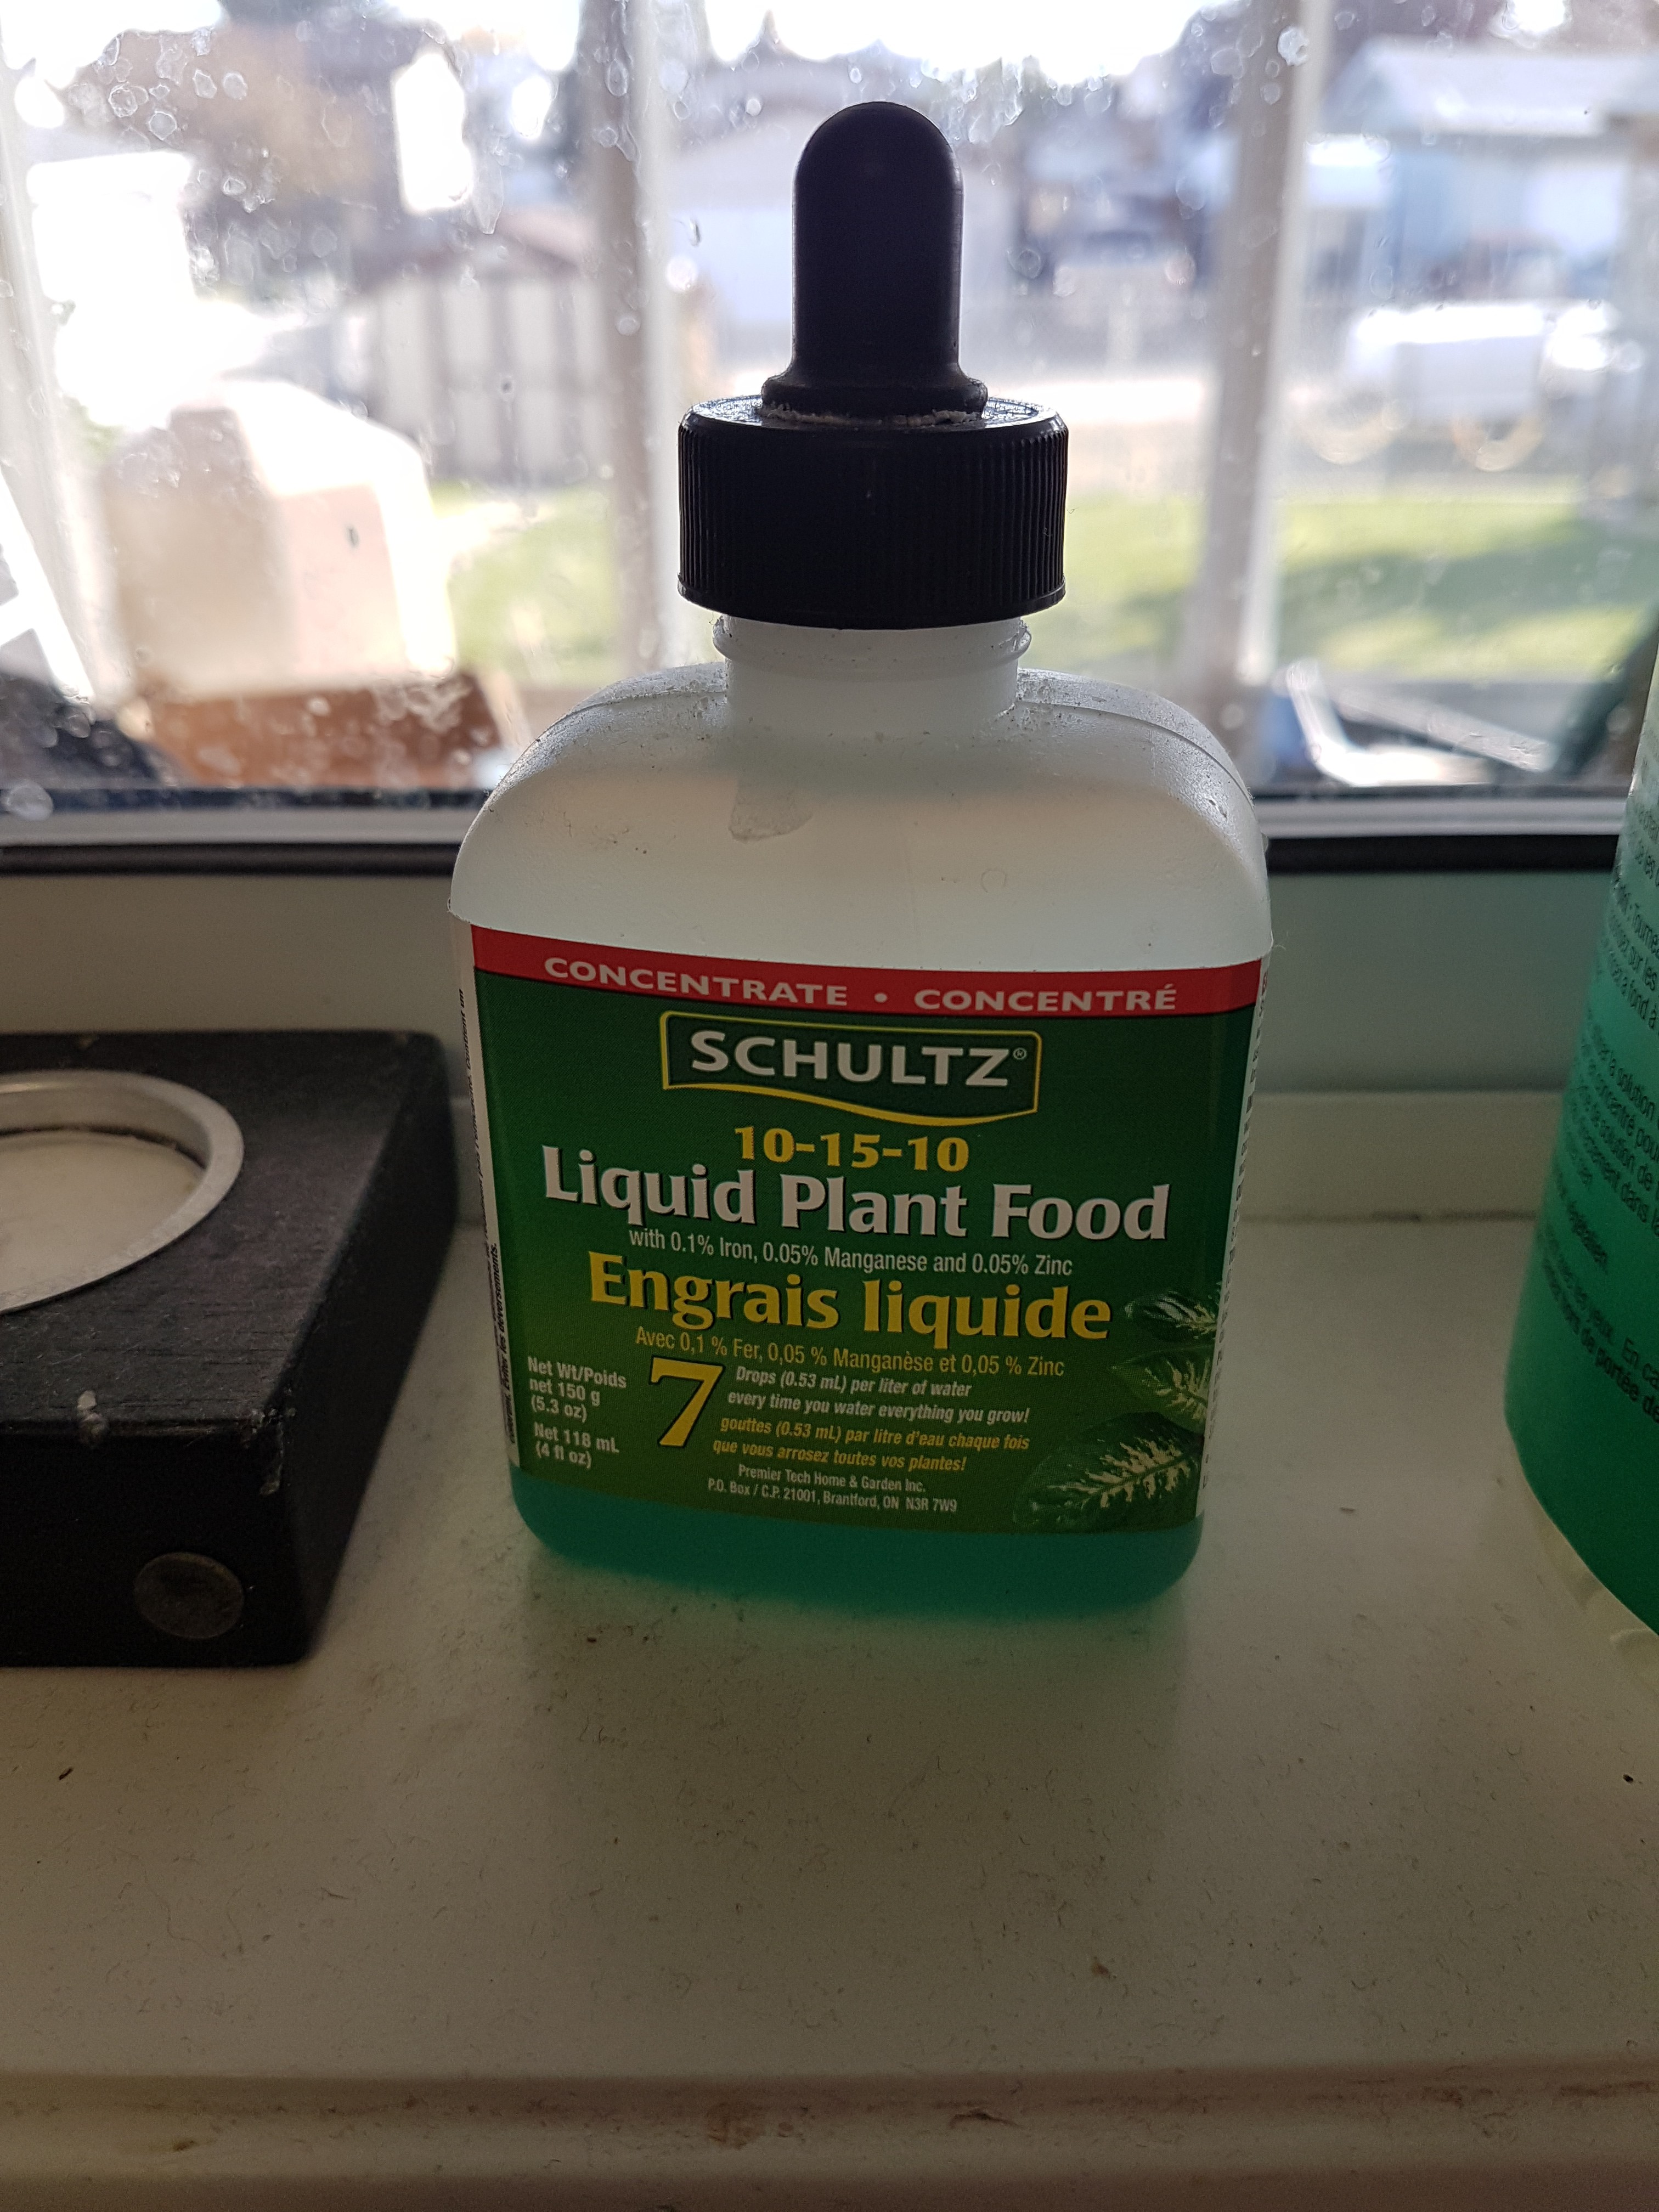 CONCENTRATE • CONCENTRÉ
SCHULTZ®
10-15-10
Liquid Plant Food
with 0.1% Iron, 0.05% Manganese and 0.05% Zinc
Engrais liquide
Avec 0,1 % Fer, 0,05 % Manganèse et 0,05 % Zinc
Net Wt/Poids
net 150 g
(5.3 oz)
Net 118 mL
(4 fl oz)
7
Drops (0.53 mL) per liter of water
every time you water everything you grow!
gouttes (0.53 mL) par litre d'eau chaque fois
que vous arrosez toutes vos plantes!
Premier Tech Home & Garden Inc.
P.O. Box / C.P. 21001, Brantford, ON N3R 7W9